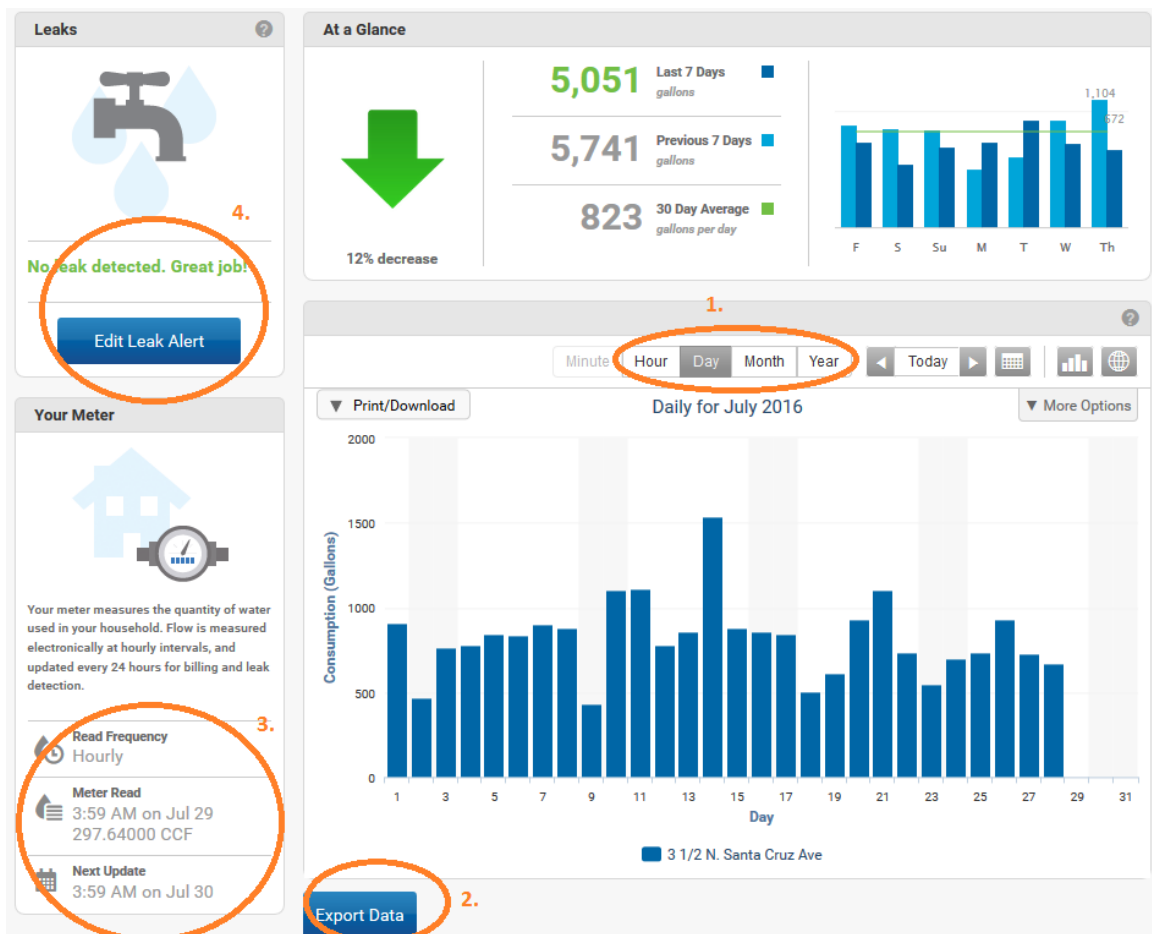 Leaks
?
4.
No leak detected. Great job!
Edit Leak Alert
Your Meter
Your meter measures the quantity of water
used in your household. Flow is measured
electronically at hourly intervals, and
updated every 24 hours for billing and leak
detection.
3.
Read Frequency
Hourly
Meter Read
3:59 AM on Jul 29
297.64000 CCF
Next Update
3:59 AM on Jul 30
At a Glance
12% decrease
5,051 Last 7 Days
gallons
5,741 Previous 7 Days
gallons
823 30 Day Average
gallons per day
1,104
672
F S Su M T W Th
1.
?
Minute Hour Day Month Year Today
Print/Download
Daily for July 2016
More Options
Consumption (Gallons)
2000
1500
1000
500
0
1 3 5 7 9 11 13 15 17 19 21 23 25 27 29 31
Day
3 1/2 N. Santa Cruz Ave
Export Data
2.